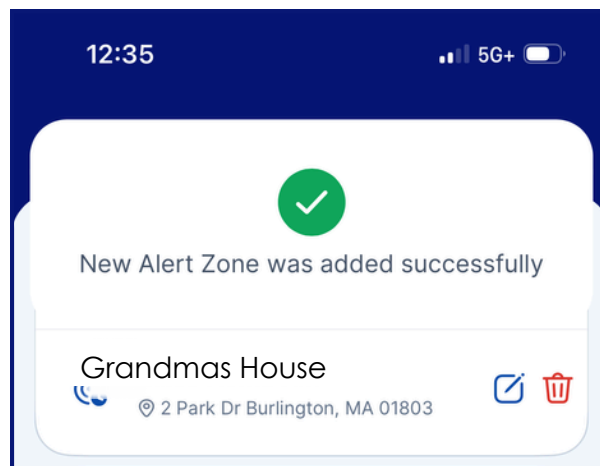 12:35 5G+
New Alert Zone was added successfully
Grandmas House
2 Park Dr Burlington, MA 01803